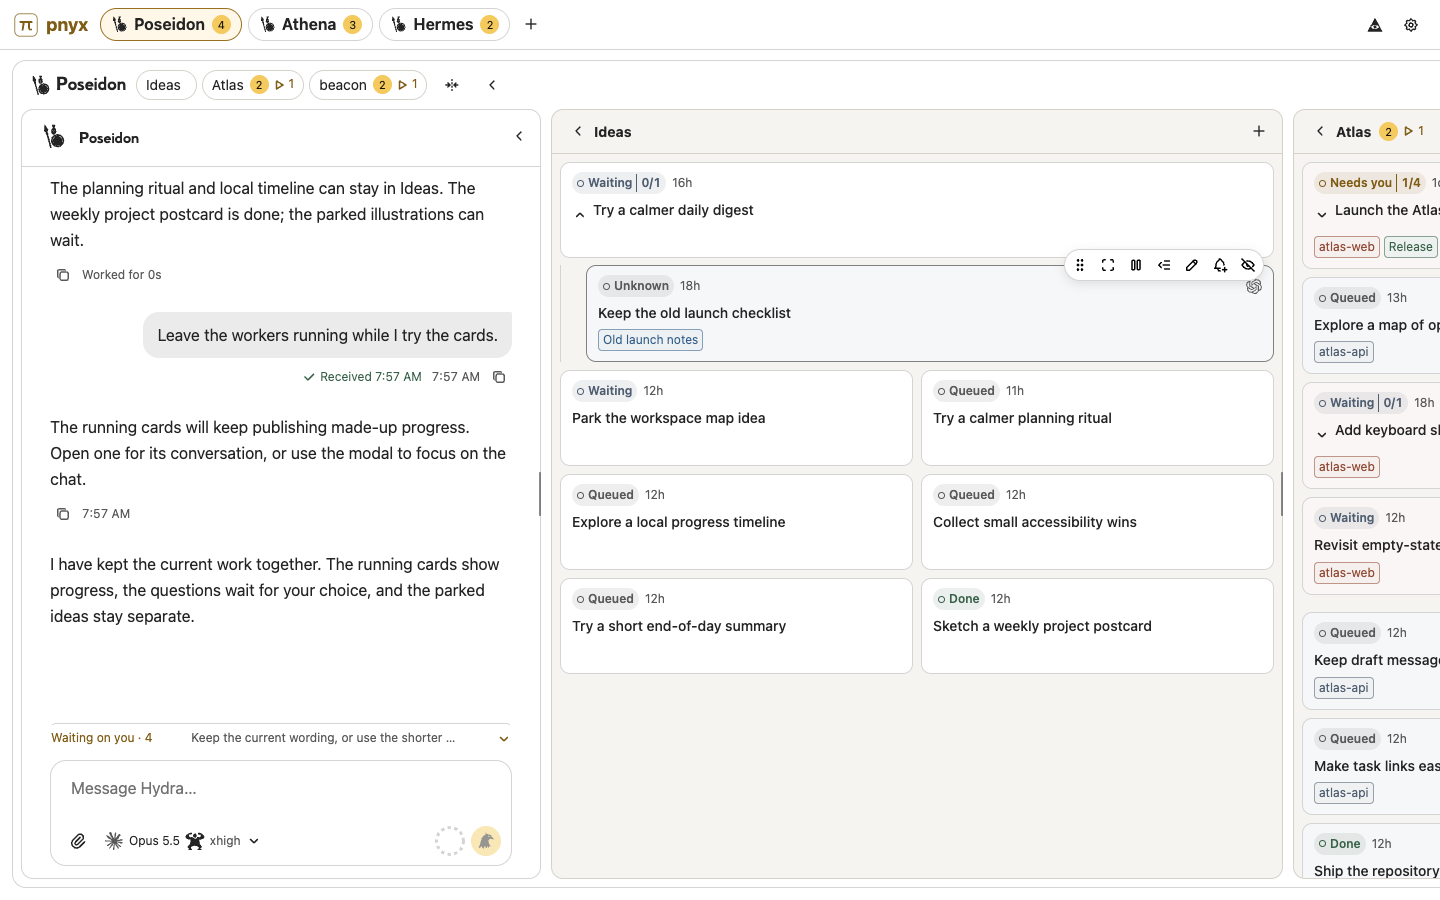 π pnyx
Poseidon 4
Athena 3
Hermes 2
Poseidon
Ideas
Atlas 2 1
beacon 2 1
Poseidon
The planning ritual and local timeline can stay in Ideas. The
weekly project postcard is done; the parked illustrations can
wait.
Worked for 0s
Leave the workers running while I try the cards.
Received 7:57 AM 7:57 AM
The running cards will keep publishing made-up progress.
Open one for its conversation, or use the modal to focus on the
chat.
7:57 AM
I have kept the current work together. The running cards show
progress, the questions wait for your choice, and the parked
ideas stay separate.
Waiting on you · 4 Keep the current wording, or use the shorter ...
Message Hydra...
Opus 5.5 xhigh
Ideas
Waiting 0/1 16h
Try a calmer daily digest
Unknown 18h
Keep the old launch checklist
Old launch notes
Waiting 12h
Park the workspace map idea
Queued 11h
Try a calmer planning ritual
Queued 12h
Explore a local progress timeline
Queued 12h
Collect small accessibility wins
Queued 12h
Try a short end-of-day summary
Done 12h
Sketch a weekly project postcard
Atlas 2 1
Needs you 1/4
Launch the Atlas
atlas-web Release
Queued 13h
Explore a map of
atlas-api
Waiting 0/1 18h
Add keyboard
atlas-web
Waiting 12h
Revisit empty-state
atlas-web
Queued 12h
Keep draft
atlas-api
Queued 12h
Make task links
atlas-api
Done 12h
Ship the repository